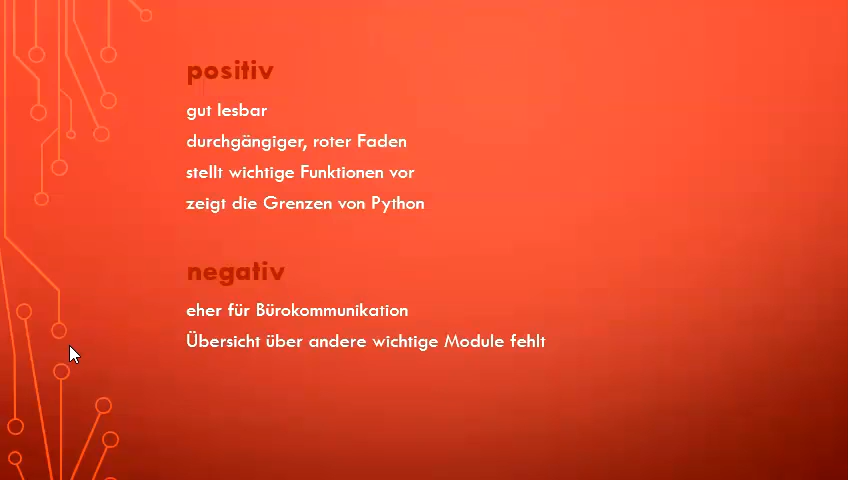 positiv
gut lesbar
durchgängiger, roter Faden
stellt wichtige Funktionen vor
zeigt die Grenzen von Python
negativ
eher für Bürokommunikation
Übersicht über andere wichtige Module fehlt